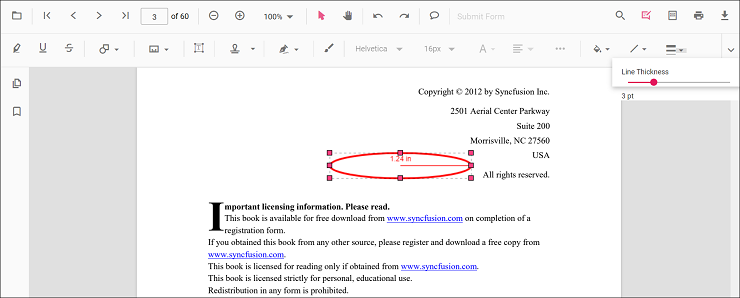 3 of 60 100% Submit Form
U S T Helvetica 16px A
Line Thickness
3 pt
Copyright © 2012 by Syncfusion Inc.
2501 Aerial Center Parkway
Suite 200
Morrisville, NC 27560
USA
1.24 in
All rights reserved.
Important licensing information. Please read.
This book is available for free download from www.syncfusion.com on completion of a
registration form.
If you obtained this book from any other source, please register and download a free copy from
www.syncfusion.com.
This book is licensed for reading only if obtained from www.syncfusion.com.
This book is licensed strictly for personal, educational use.
Redistribution in any form is prohibited.